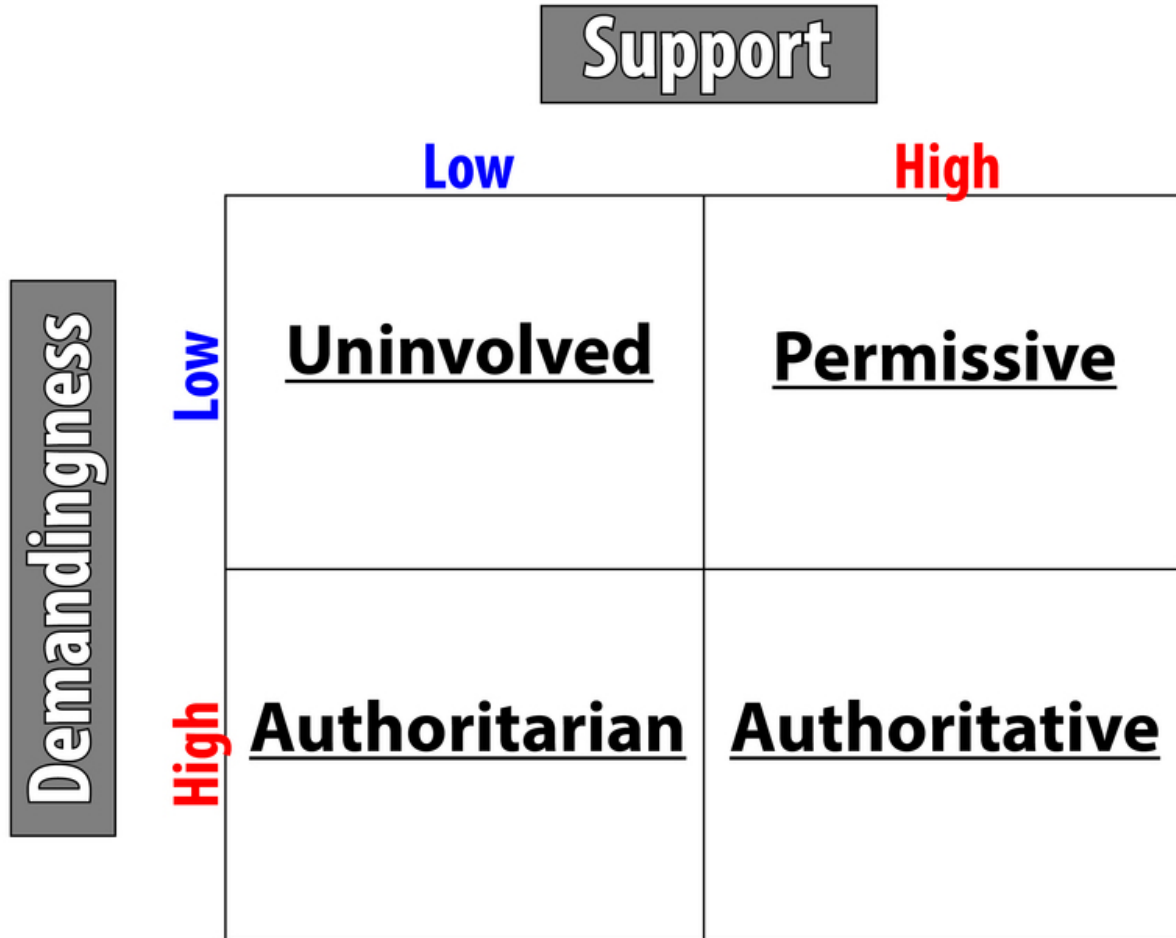 Support
Low High
Demandingness
Low
Uninvolved Permissive
High
Authoritarian Authoritative